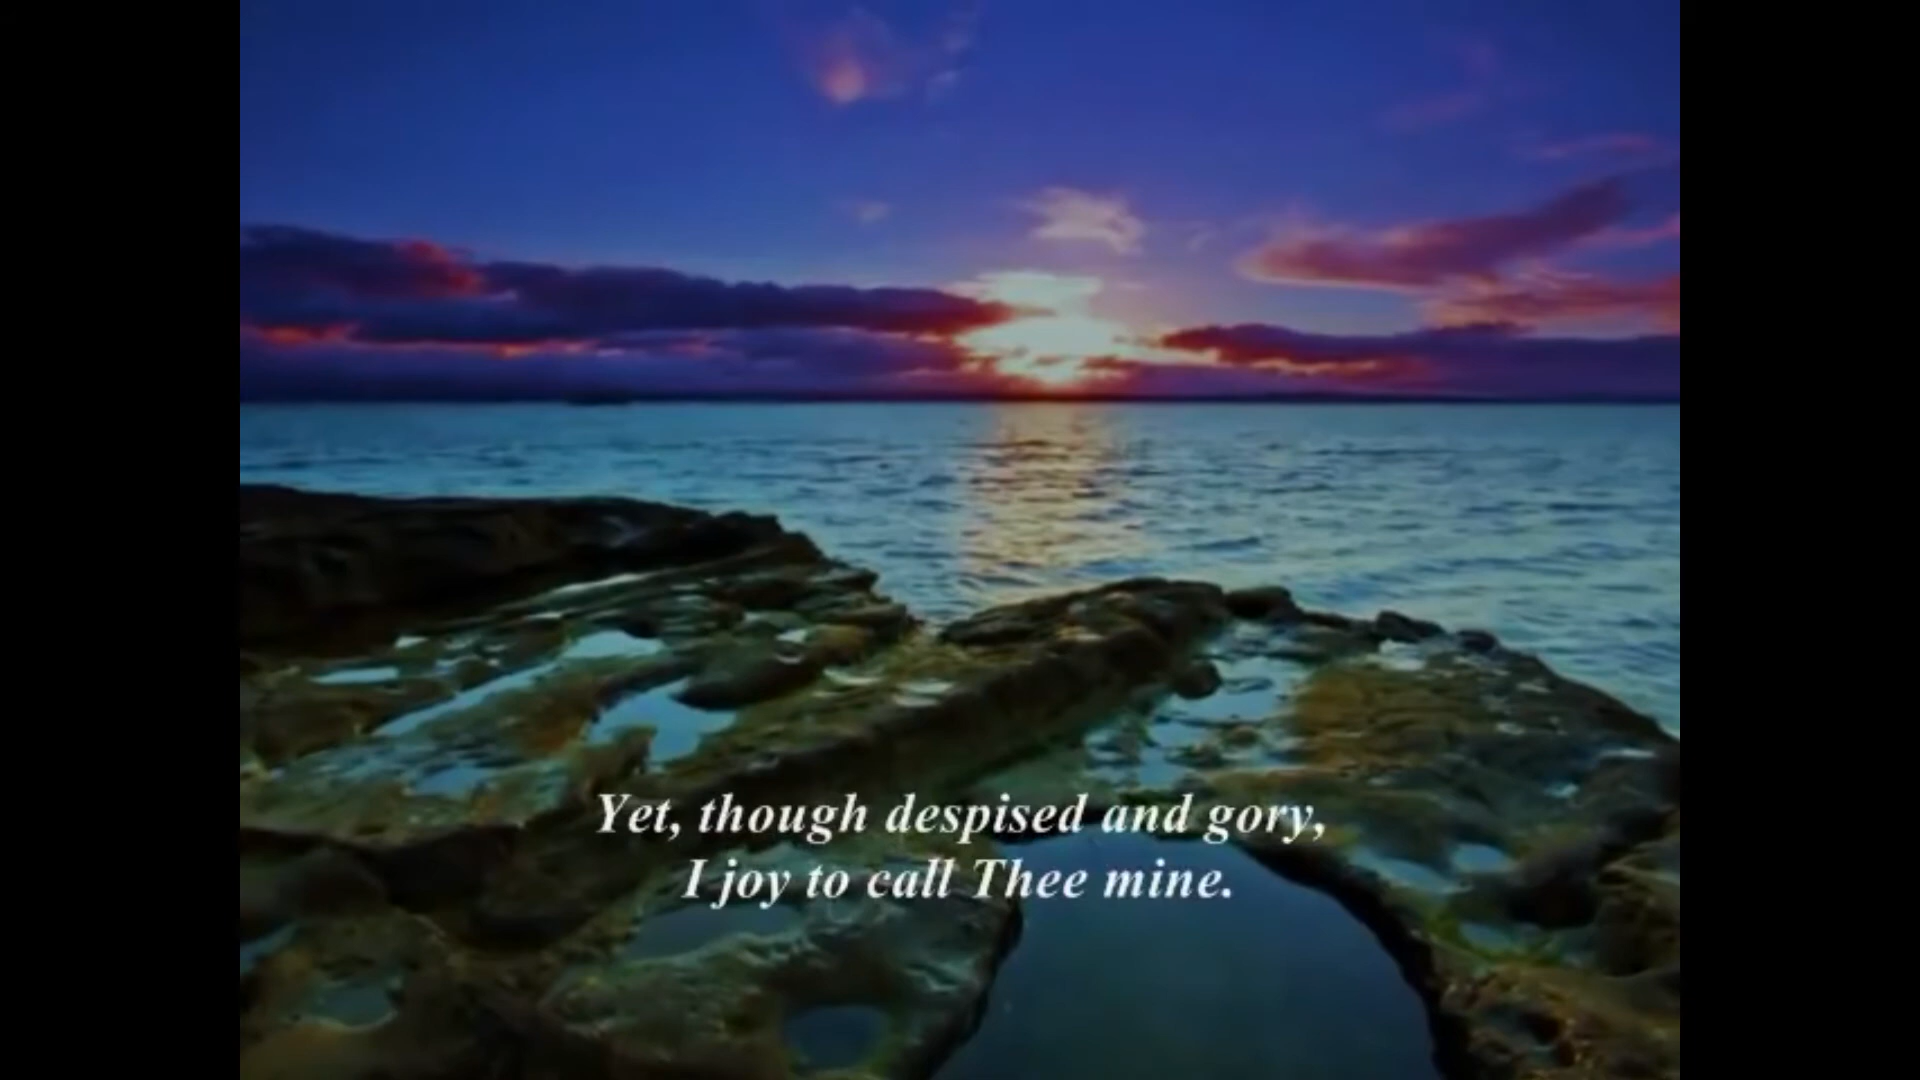 Yet, though despised and gory,
I joy to call Thee mine.